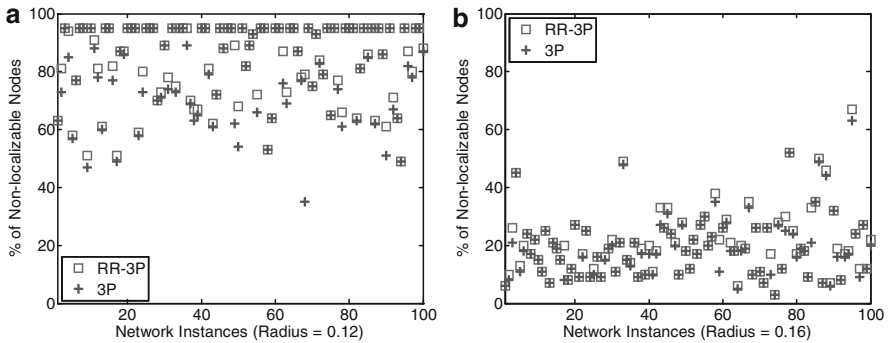 a
100
80
60
40
20
0
% of Non-localizable Nodes
RR-3P
3P
20 40 60 80 100
Network Instances (Radius = 0.12)
b
100
80
60
40
20
0
% of Non-localizable Nodes
RR-3P
3P
20 40 60 80 100
Network Instances (Radius = 0.16)